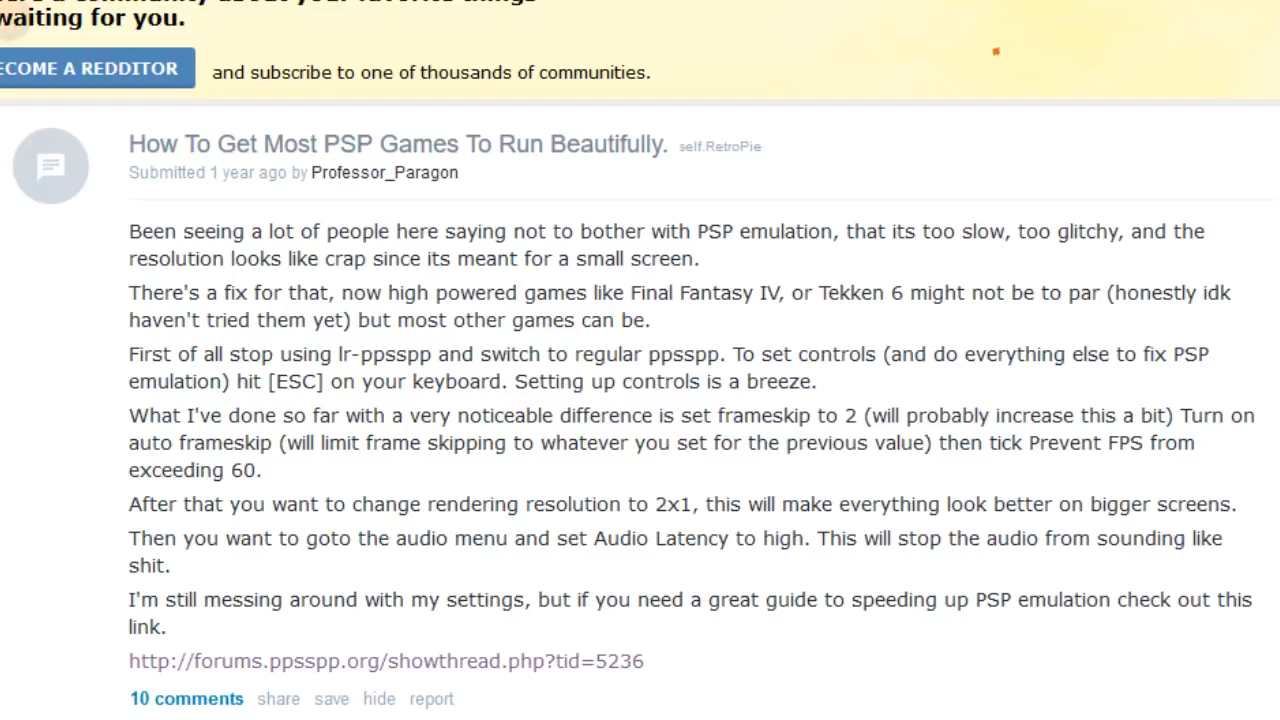 waiting for you.
ECOME A REDDITOR and subscribe to one of thousands of communities.
How To Get Most PSP Games To Run Beautifully. self.RetroPie
Submitted 1 year ago by Professor_Paragon
Been seeing a lot of people here saying not to bother with PSP emulation, that its too slow, too glitchy, and the
resolution looks like crap since its meant for a small screen.
There's a fix for that, now high powered games like Final Fantasy IV, or Tekken 6 might not be to par (honestly idk
haven't tried them yet) but most other games can be.
First of all stop using lr-ppsspp and switch to regular ppsspp. To set controls (and do everything else to fix PSP
emulation) hit [ESC] on your keyboard. Setting up controls is a breeze.
What I've done so far with a very noticeable difference is set frameskip to 2 (will probably increase this a bit) Turn on
auto frameskip (will limit frame skipping to whatever you set for the previous value) then tick Prevent FPS from
exceeding 60.
After that you want to change rendering resolution to 2x1, this will make everything look better on bigger screens.
Then you want to goto the audio menu and set Audio Latency to high. This will stop the audio from sounding like
shit.
I'm still messing around with my settings, but if you need a great guide to speeding up PSP emulation check out this
link.
http://forums.ppsspp.org/showthread.php?tid=5236
10 comments share save hide report